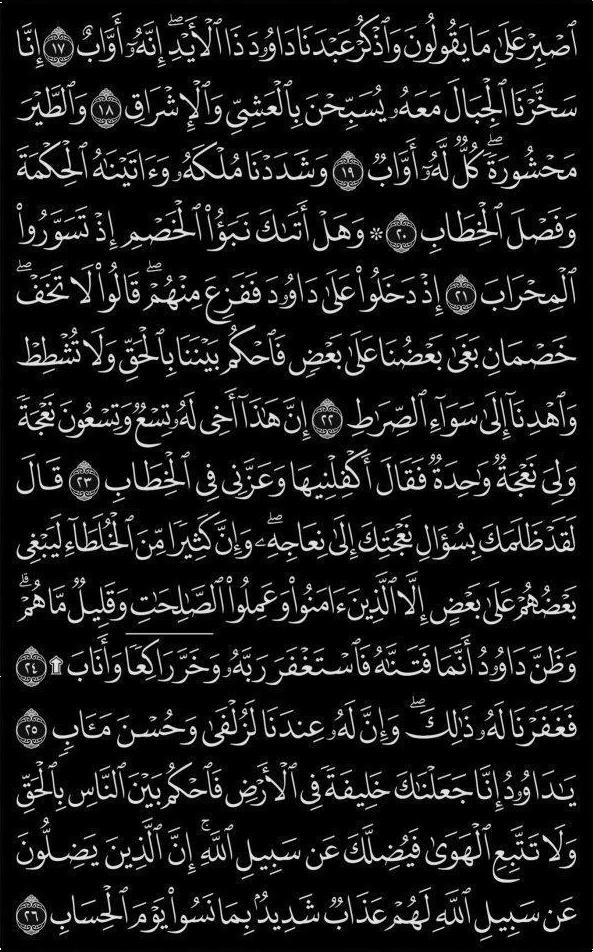 ٱصۡبِرۡ عَلَىٰ مَا يَقُولُونَ وَٱذۡكُرۡ عَبۡدَنَا دَاوُۥدَ ذَا ٱلۡأَيۡدِۖ إِنَّهُۥٓ أَوَّابٌ ١٧ إِنَّا
سَخَّرۡنَا ٱلۡجِبَالَ مَعَهُۥ يُسَبِّحۡنَ بِٱلۡعَشِيِّ وَٱلۡإِشۡرَاقِ ١٨ وَٱلطَّيۡرَ
مَحۡشُورَةٗۖ كُلّٞ لَّهُۥٓ أَوَّابٞ ١٩ وَشَدَدۡنَا مُلۡكَهُۥ وَءَاتَيۡنَٰهُ ٱلۡحِكۡمَةَ
وَفَصۡلَ ٱلۡخِطَابِ ٢٠ ۞ وَهَلۡ أَتَىٰكَ نَبَؤُاْ ٱلۡخَصۡمِ إِذۡ تَسَوَّرُواْ
ٱلۡمِحۡرَابَ ٢١ إِذۡ دَخَلُواْ عَلَىٰ دَاوُۥدَ فَفَزِعَ مِنۡهُمۡۖ قَالُواْ لَا تَخَفۡۖ
خَصۡمَانِ بَغَىٰ بَعۡضُنَا عَلَىٰ بَعۡضٖ فَٱحۡكُم بَيۡنَنَا بِٱلۡحَقِّ وَلَا تُشۡطِطۡ
وَٱهۡدِنَآ إِلَىٰ سَوَآءِ ٱلصِّرَٰطِ ٢٢ إِنَّ هَٰذَآ أَخِي لَهُۥ تِسۡعٞ وَتِسۡعُونَ نَعۡجَةٗ
وَلِيَ نَعۡجَةٞ وَٰحِدَةٞ فَقَالَ أَكۡفِلۡنِيهَا وَعَزَّنِي فِي ٱلۡخِطَابِ ٢٣ قَالَ
لَقَدۡ ظَلَمَكَ بِسُؤَالِ نَعۡجَتِكَ إِلَىٰ نِعَاجِهِۦۖ وَإِنَّ كَثِيرٗا مِّنَ ٱلۡخُلَطَآءِ لَيَبۡغِي
بَعۡضُهُمۡ عَلَىٰ بَعۡضٍ إِلَّا ٱلَّذِينَ ءَامَنُواْ وَعَمِلُواْ ٱلصَّٰلِحَٰتِ وَقَلِيلٞ مَّا هُمۡۗ
وَظَنَّ دَاوُۥدُ أَنَّمَا فَتَنَّٰهُ فَٱسۡتَغۡفَرَ رَبَّهُۥ وَخَرَّۤ رَاكِعٗاۤ وَأَنَابَ ۩ ٢٤
فَغَفَرۡنَا لَهُۥ ذَٰلِكَۖ وَإِنَّ لَهُۥ عِندَنَا لَزُلۡفَىٰ وَحُسۡنَ مَـَٔابٖ ٢٥
يَٰدَاوُۥدُ إِنَّا جَعَلۡنَٰكَ خَلِيفَةٗ فِي ٱلۡأَرۡضِ فَٱحۡكُم بَيۡنَ ٱلنَّاسِ بِٱلۡحَقِّ
وَلَا تَتَّبِعِ ٱلۡهَوَىٰ فَيُضِلَّكَ عَن سَبِيلِ ٱللَّهِۚ إِنَّ ٱلَّذِينَ يَضِلُّونَ
عَن سَبِيلِ ٱللَّهِ لَهُمۡ عَذَابٞ شَدِيدُۢ بِمَا نَسُواْ يَوۡمَ ٱلۡحِسَابِ ٢٦